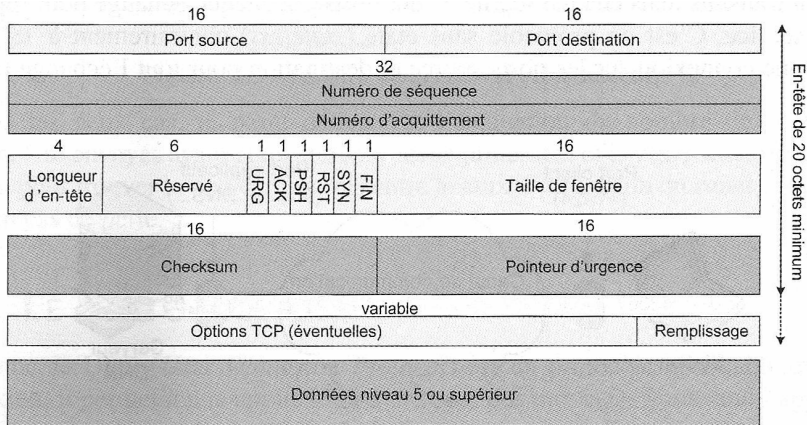 16 16
Port source Port destination
32
Numéro de séquence
Numéro d'acquittement
4 6 1 1 1 1 1 1 16
Longueur d'en-tête Réservé URG ACK PSH RST SYN FIN Taille de fenêtre
16 16
Checksum Pointeur d'urgence
variable
Options TCP (éventuelles) Remplissage
Données niveau 5 ou supérieur
En-tête de 20 octets minimum